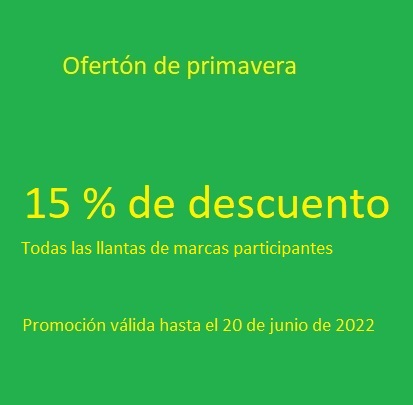 Ofertón de primavera
15 % de descuento
Todas las llantas de marcas participantes
Promoción válida hasta el 20 de junio de 2022